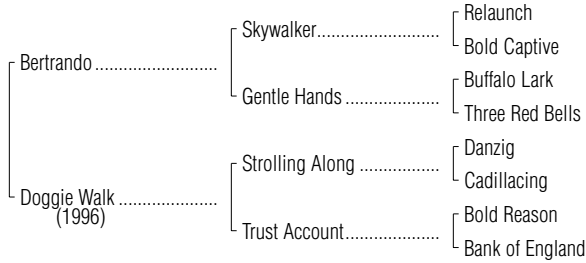 Relaunch
Skywalker..............................
Bold Captive
Bertrando..............................
Buffalo Lark
Gentle Hands.......................
Three Red Bells
Danzig
Strolling Along....................
Cadillacing
Doggie Walk........................
(1996)
Bold Reason
Trust Account.......................
Bank of England